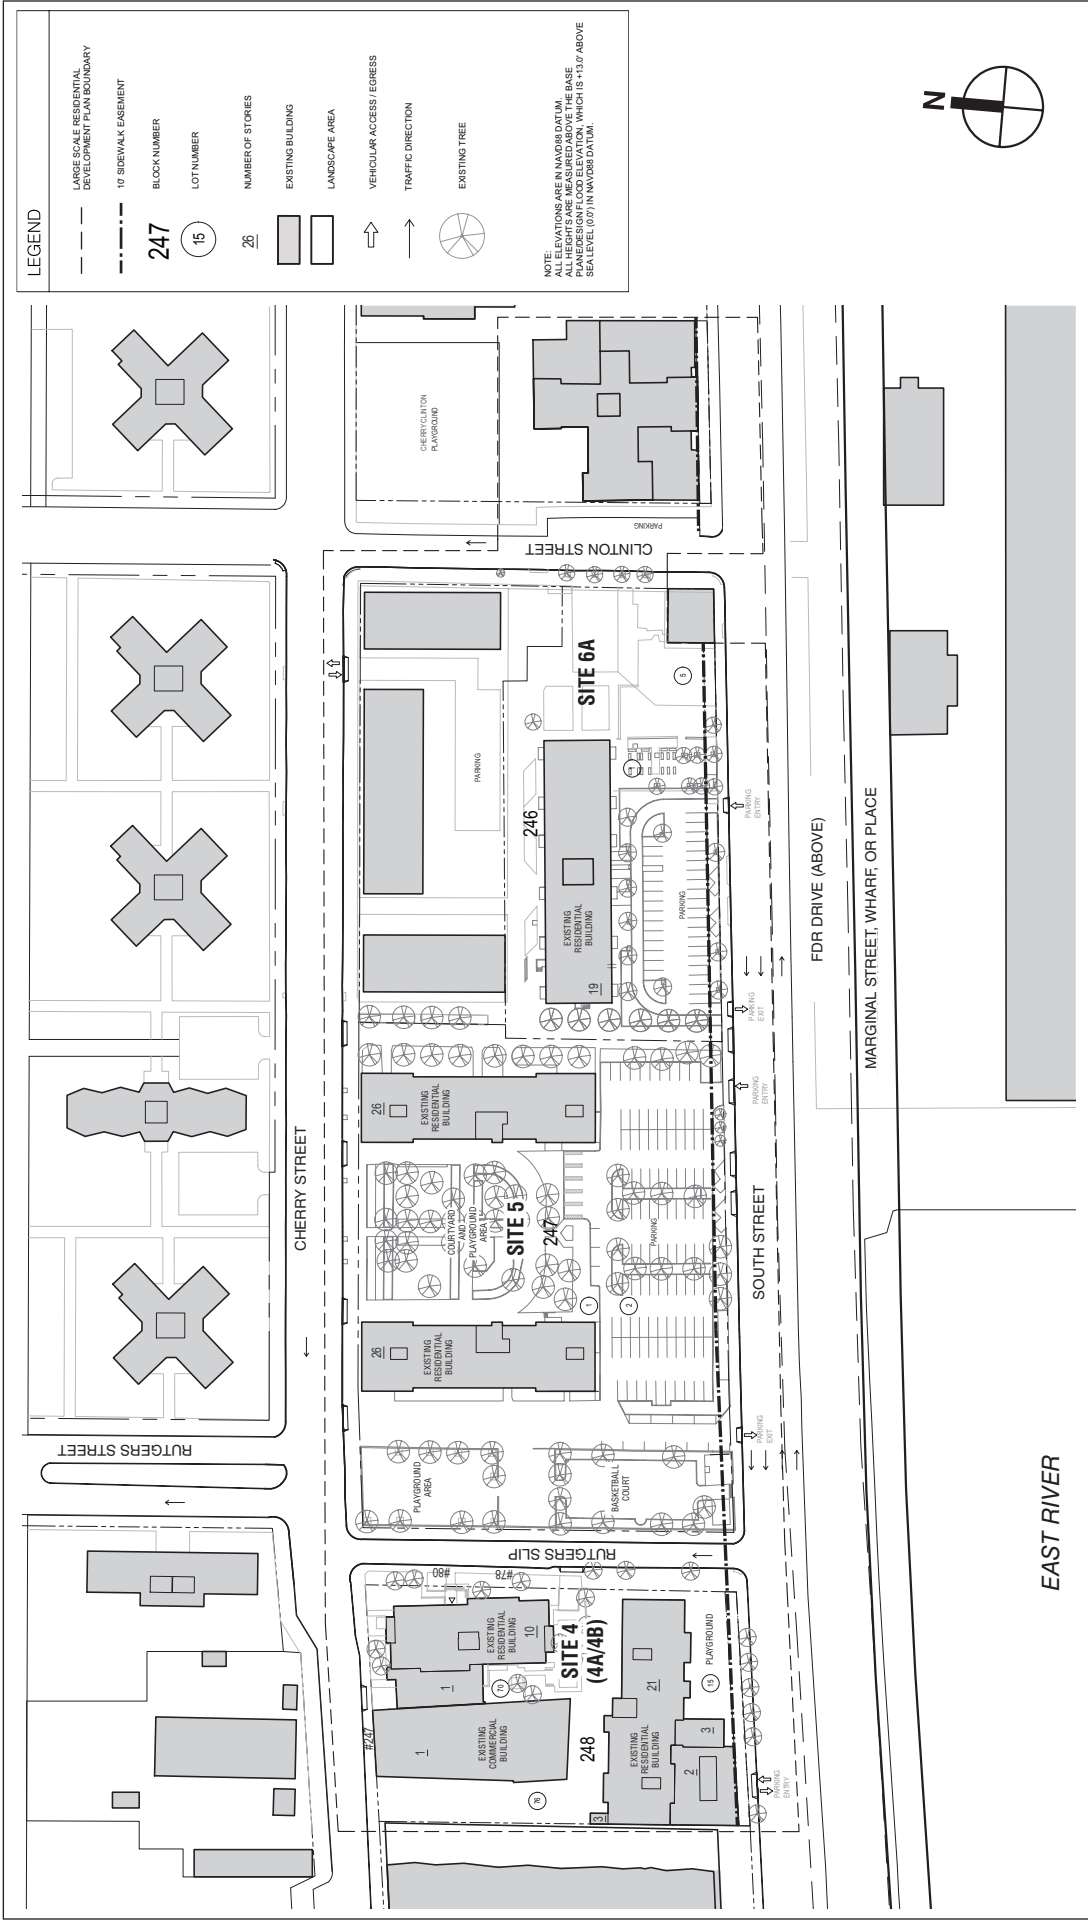 LEGEND
LARGE SCALE RESIDENTIAL
DEVELOPMENT PLAN BOUNDARY
10' SIDEWALK EASEMENT
247
BLOCK NUMBER
15
LOT NUMBER
26
NUMBER OF STORIES
EXISTING BUILDING
LANDSCAPE AREA
VEHICULAR ACCESS / EGRESS
TRAFFIC DIRECTION
EXISTING TREE
NOTE:
ALL ELEVATIONS ARE IN NAVD88 DATUM.
ALL HEIGHTS ARE MEASURED ABOVE THE BASE
PLANE/DESIGN FLOOD ELEVATION, WHICH IS +13.0' ABOVE
SEA LEVEL (0.0') IN NAVD88 DATUM.
N
CHERRY CLINTON
PLAYGROUND
PARKING
CLINTON STREET
SITE 6A
5
PARKING
246
EXISTING
RESIDENTIAL
BUILDING
19
PARKING
PARKING
ENTRY
PARKING
EXIT
PARKING
ENTRY
FDR DRIVE (ABOVE)
MARGINAL STREET, WHARF, OR PLACE
CHERRY STREET
26
EXISTING
RESIDENTIAL
BUILDING
COURTYARD
AND
PLAYGROUND
AREA
SITE 5
247
1
2
PARKING
SOUTH STREET
26
EXISTING
RESIDENTIAL
BUILDING
PARKING
EXIT
RUTGERS STREET
PLAYGROUND
AREA
BASKETBALL
COURT
RUTGERS SLIP
EAST RIVER
#80
#78
EXISTING
RESIDENTIAL
BUILDING
10
SITE 4
(4A/4B)
1
70
21
PLAYGROUND
15
#247
1
EXISTING
COMMERCIAL
BUILDING
248
EXISTING
RESIDENTIAL
BUILDING
3
2
76
3
PARKING
ENTRY